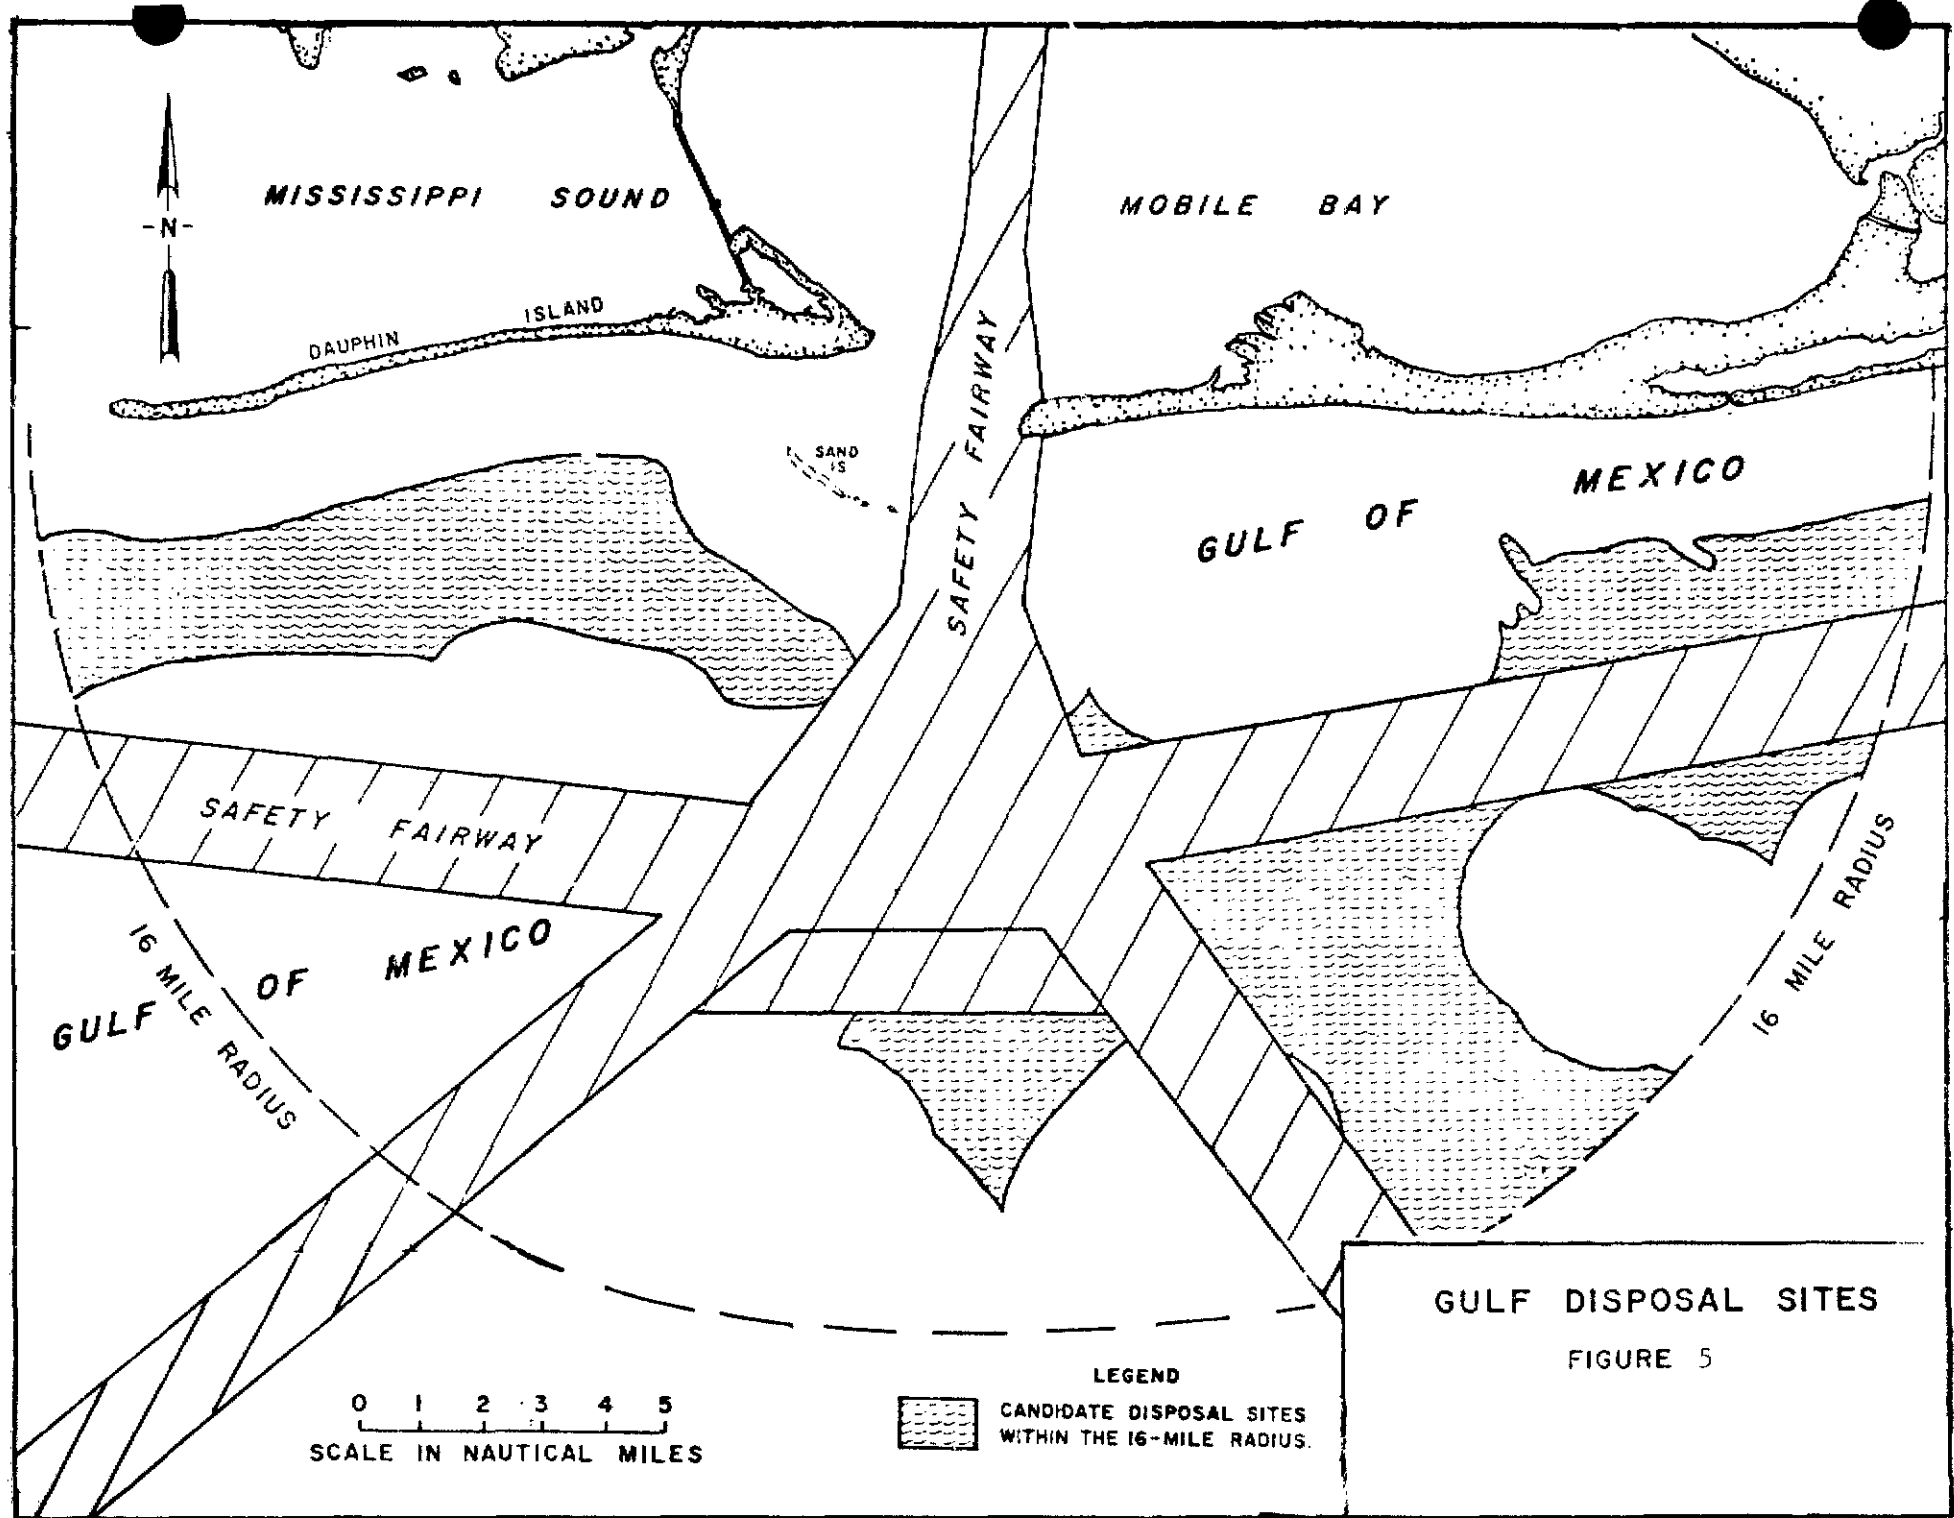 -N-
MISSISSIPPI SOUND
MOBILE BAY
DAUPHIN ISLAND
SAND
IS
SAFETY FAIRWAY
GULF OF MEXICO
SAFETY FAIRWAY
GULF OF MEXICO
16 MILE RADIUS
16 MILE RADIUS
0 1 2 3 4 5
SCALE IN NAUTICAL MILES
LEGEND
CANDIDATE DISPOSAL SITES
WITHIN THE 16-MILE RADIUS.
GULF DISPOSAL SITES
FIGURE 5